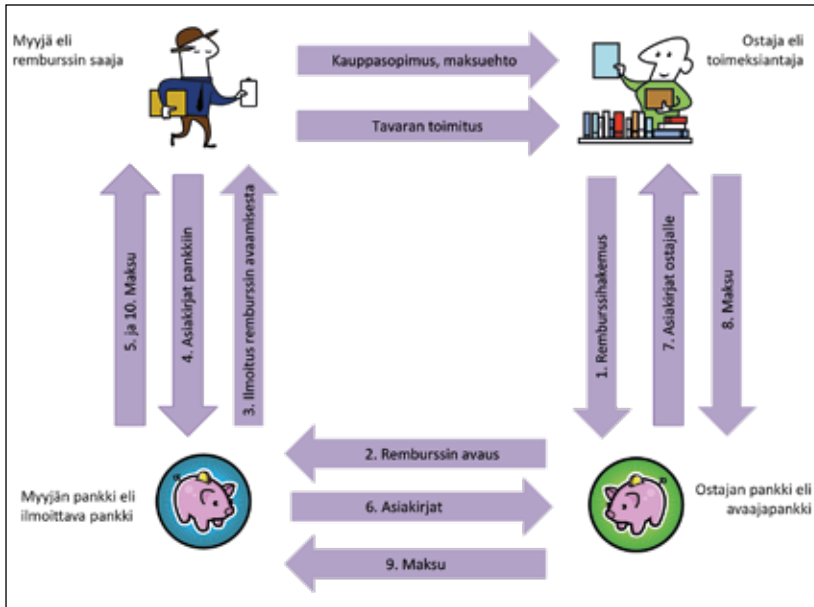 Myyjä eli
remburssin saaja
Kauppasopimus, maksuehto
Tavaran toimitus
Ostaja eli
toimeksiantaja
5. ja 10. Maksu
4. Asiakirjat pankkiin
3. Ilmoitus remburssin avaamisesta
1. Remburssihakemus
7. Asiakirjat ostajalle
8. Maksu
Myyjän pankki eli
ilmoittava pankki
2. Remburssin avaus
6. Asiakirjat
9. Maksu
Ostajan pankki eli
avaajapankki